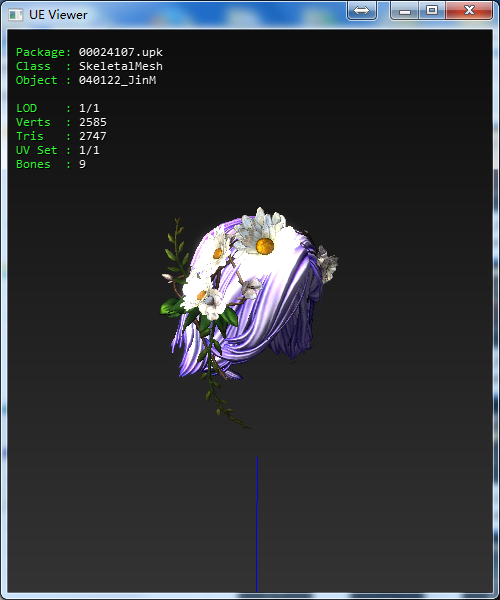 UE Viewer
Package: 00024107.upk
Class  : SkeletalMesh
Object : 040122_JinM
LOD    : 1/1
Verts  : 2585
Tris   : 2747
UV Set : 1/1
Bones  : 9